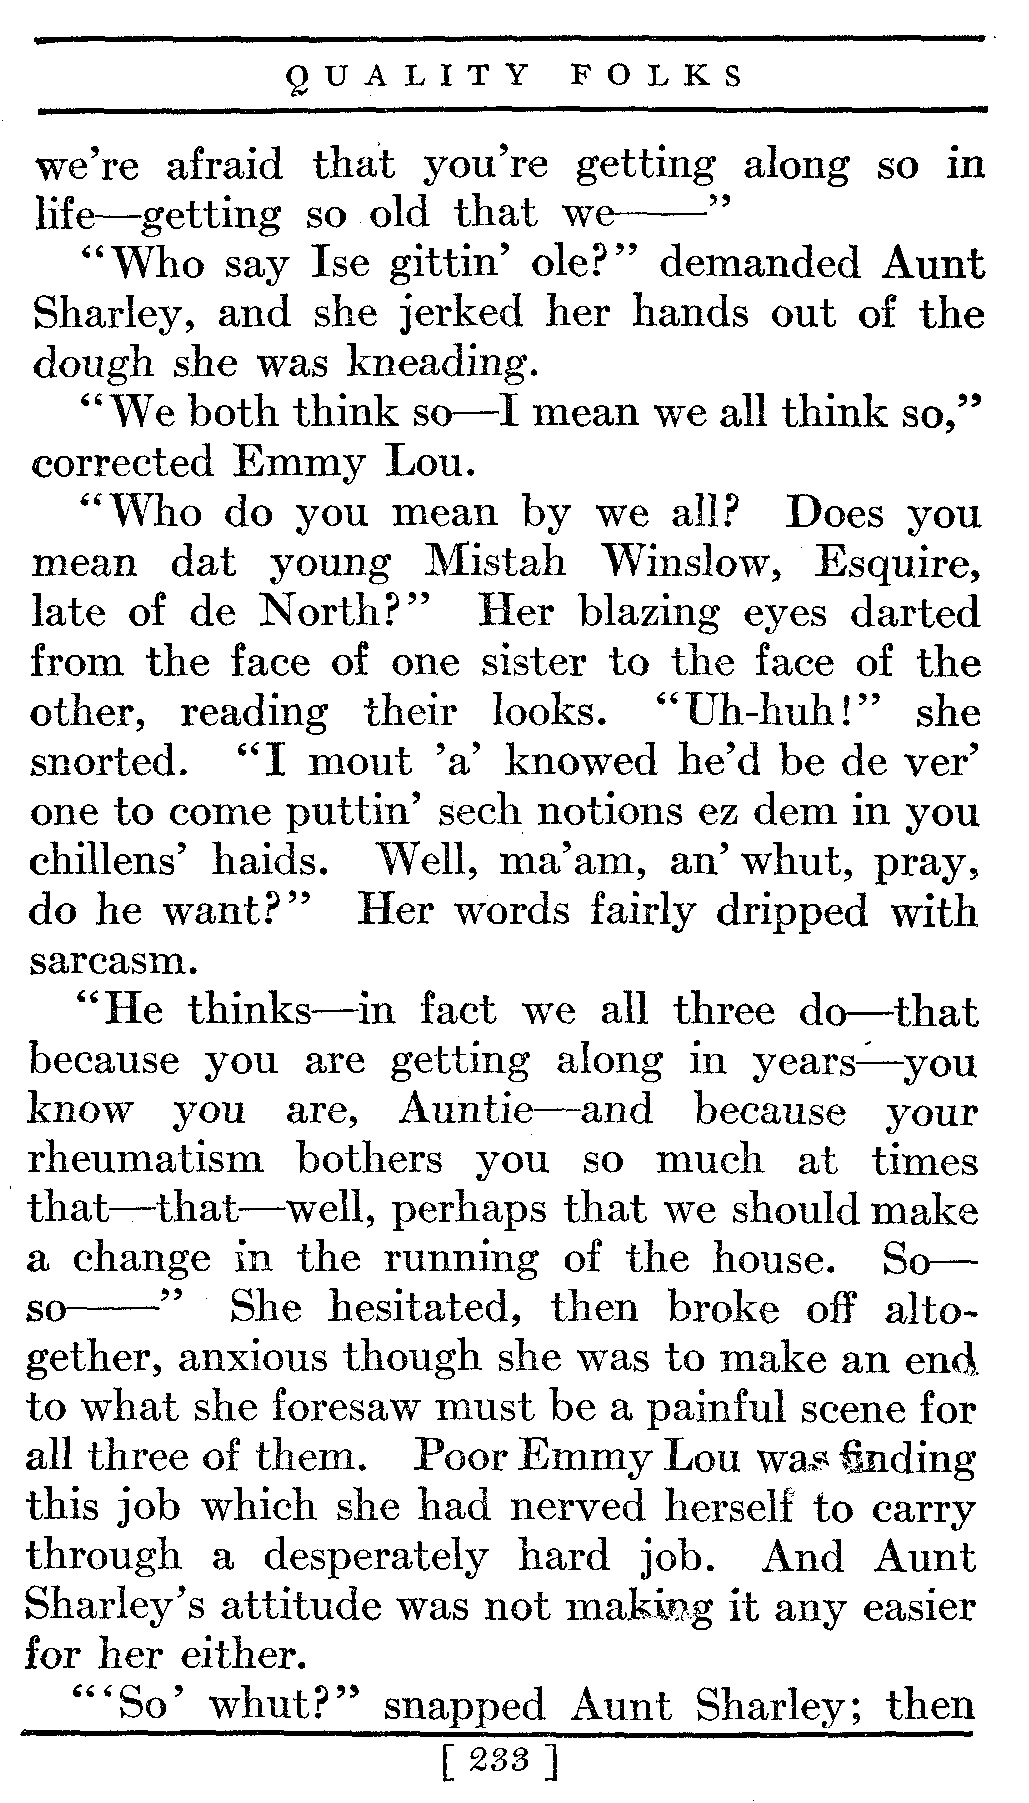 QUALITY FOLKS
we're afraid that you're getting along so in
life—getting so old that we——"
"Who say Ise gittin' ole?" demanded Aunt
Sharley, and she jerked her hands out of the
dough she was kneading.
"We both think so—I mean we all think so,"
corrected Emmy Lou.
"Who do you mean by we all? Does you
mean dat young Mistah Winslow, Esquire,
late of de North?" Her blazing eyes darted
from the face of one sister to the face of the
other, reading their looks. "Uh-huh!" she
snorted. "I mout 'a' knowed he'd be de ver'
one to come puttin' sech notions ez dem in you
chillens' haids. Well, ma'am, an' whut, pray,
do he want?" Her words fairly dripped with
sarcasm.
"He thinks—in fact we all three do—that
because you are getting along in years—you
know you are, Auntie—and because your
rheumatism bothers you so much at times
that—that—well, perhaps that we should make
a change in the running of the house. So—
so——" She hesitated, then broke off alto-
gether, anxious though she was to make an end
to what she foresaw must be a painful scene for
all three of them. Poor Emmy Lou was finding
this job which she had nerved herself to carry
through a desperately hard job. And Aunt
Sharley's attitude was not making it any easier
for her either.
"'So' whut?" snapped Aunt Sharley; then
[ 233 ]